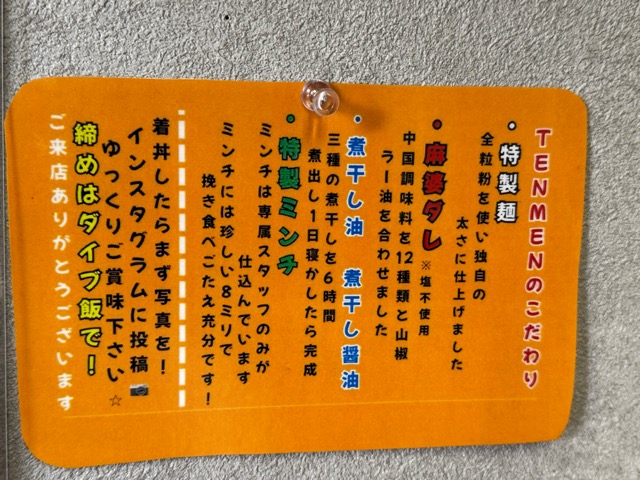 TENMENのこだわり
・特製麺
全粒粉を使い独自の
太さに仕上げました
・麻婆ダレ ※塩不使用
中国調味料を12種類と山椒
ラー油を合わせました
・煮干し油 煮干し醤油
三種の煮干しを6時間
煮出し1日寝かしたら完成
・特製ミンチ
ミンチは専属スタッフのみが
仕込んでいます
ミンチには珍しい8ミリで
挽き食べごたえ充分です!
着丼したらまず写真を!
インスタグラムに投稿📷
ゆっくりご賞味下さい☆
締めはダイブ飯で!
ご来店ありがとうございます